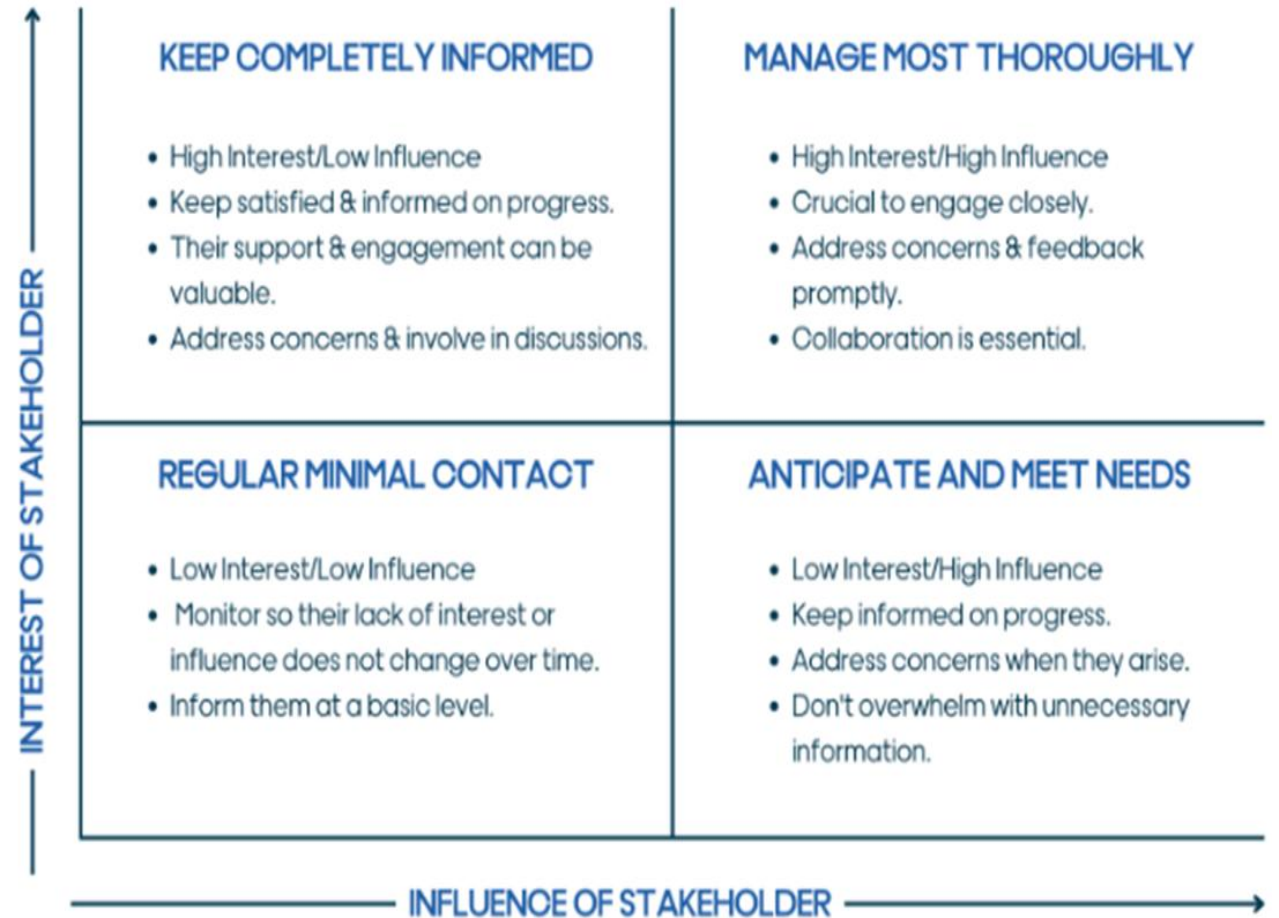 KEEP COMPLETELY INFORMED
• High Interest/Low Influence
• Keep satisfied & informed on progress.
• Their support & engagement can be
valuable.
• Address concerns & involve in discussions.
MANAGE MOST THOROUGHLY
• High Interest/High Influence
• Crucial to engage closely.
• Address concerns & feedback
promptly.
• Collaboration is essential.
REGULAR MINIMAL CONTACT
• Low Interest/Low Influence
• Monitor so their lack of interest or
influence does not change over time.
• Inform them at a basic level.
ANTICIPATE AND MEET NEEDS
• Low Interest/High Influence
• Keep informed on progress.
• Address concerns when they arise.
• Don't overwhelm with unnecessary
information.
INTEREST OF STAKEHOLDER
INFLUENCE OF STAKEHOLDER